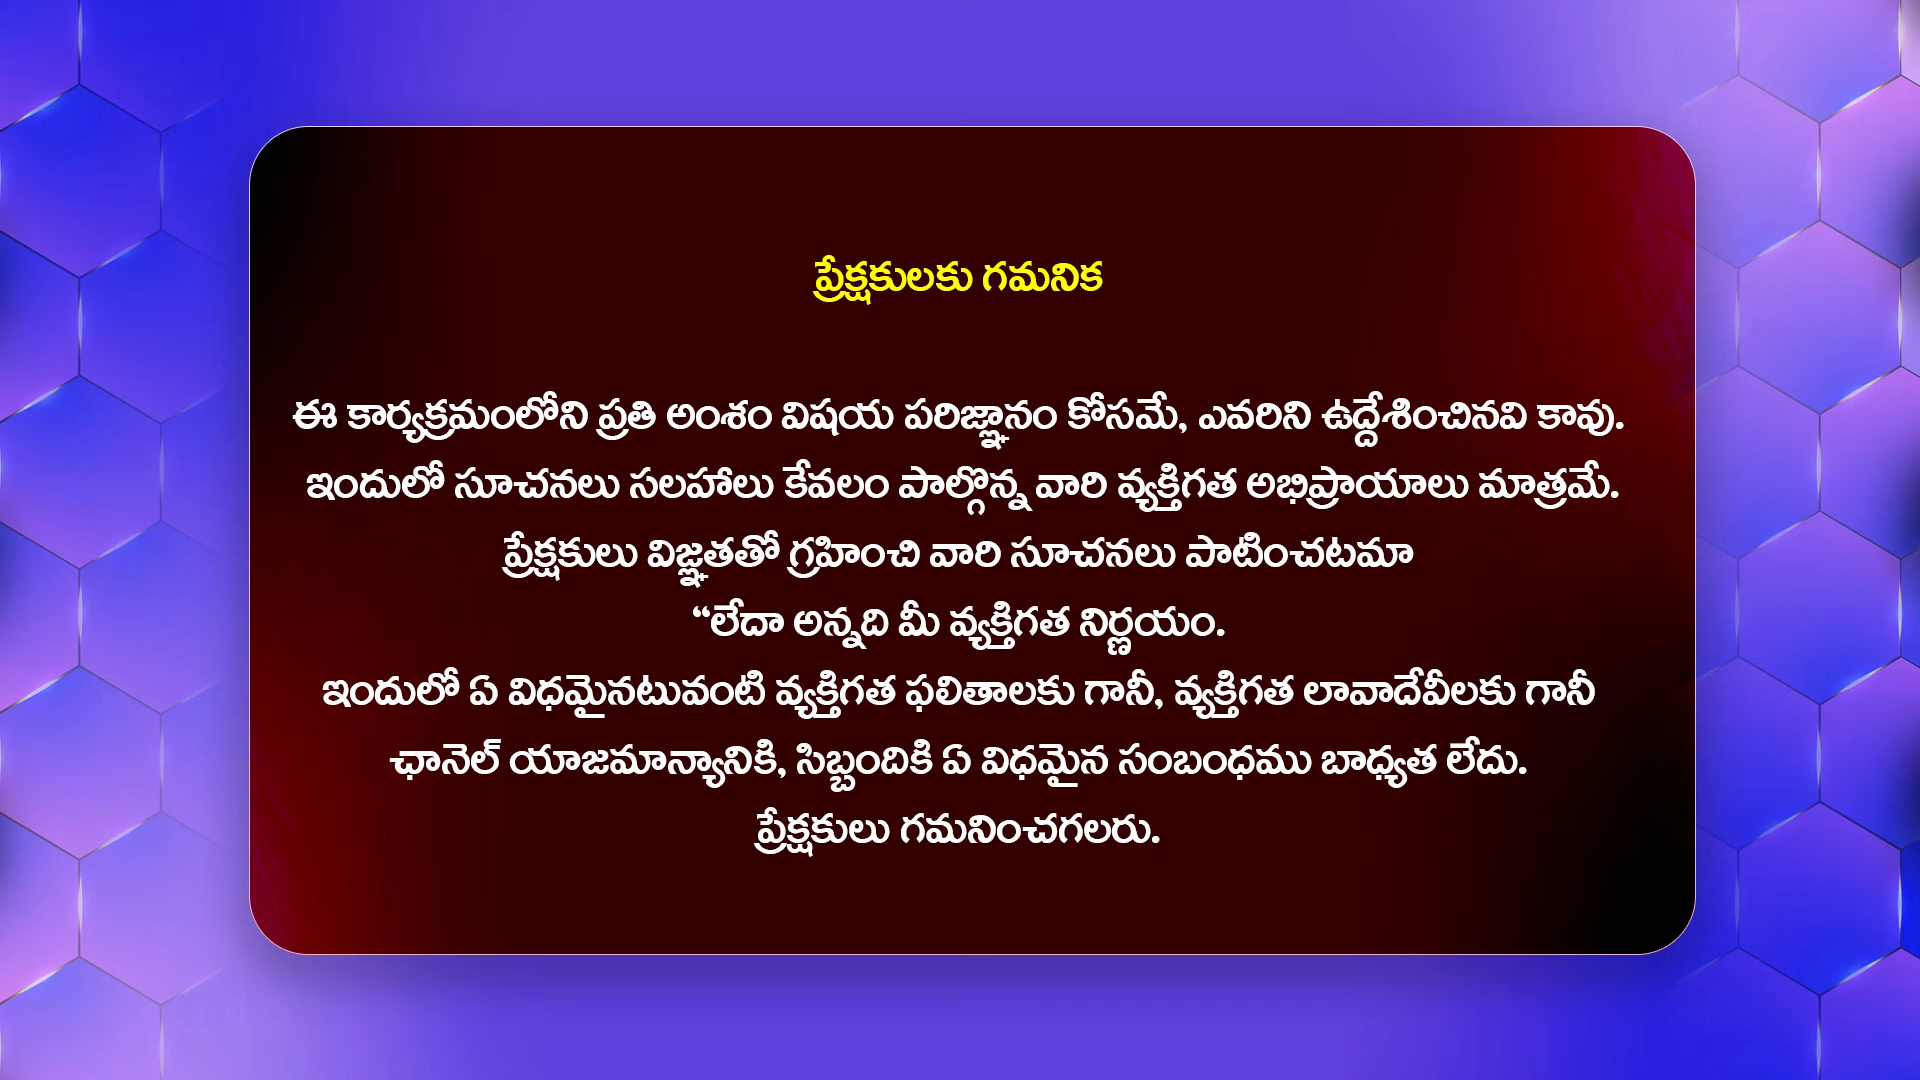 ప్రేక్షకులకు గమనిక
ఈ కార్యక్రమంలోని ప్రతి అంశం విషయ పరిజ్ఞానం కోసమే, ఎవరిని ఉద్దేశించినవి కావు.
ఇందులో సూచనలు సలహాలు కేవలం పాల్గొన్న వారి వ్యక్తిగత అభిప్రాయాలు మాత్రమే.
ప్రేక్షకులు విజ్ఞతతో గ్రహించి వారి సూచనలు పాటించటమా
“లేదా అన్నది మీ వ్యక్తిగత నిర్ణయం.
ఇందులో ఏ విధమైనటువంటి వ్యక్తిగత ఫలితాలకు గానీ, వ్యక్తిగత లావాదేవీలకు గానీ
ఛానెల్ యాజమాన్యానికి, సిబ్బందికి ఏ విధమైన సంబంధము బాధ్యత లేదు.
ప్రేక్షకులు గమనించగలరు.